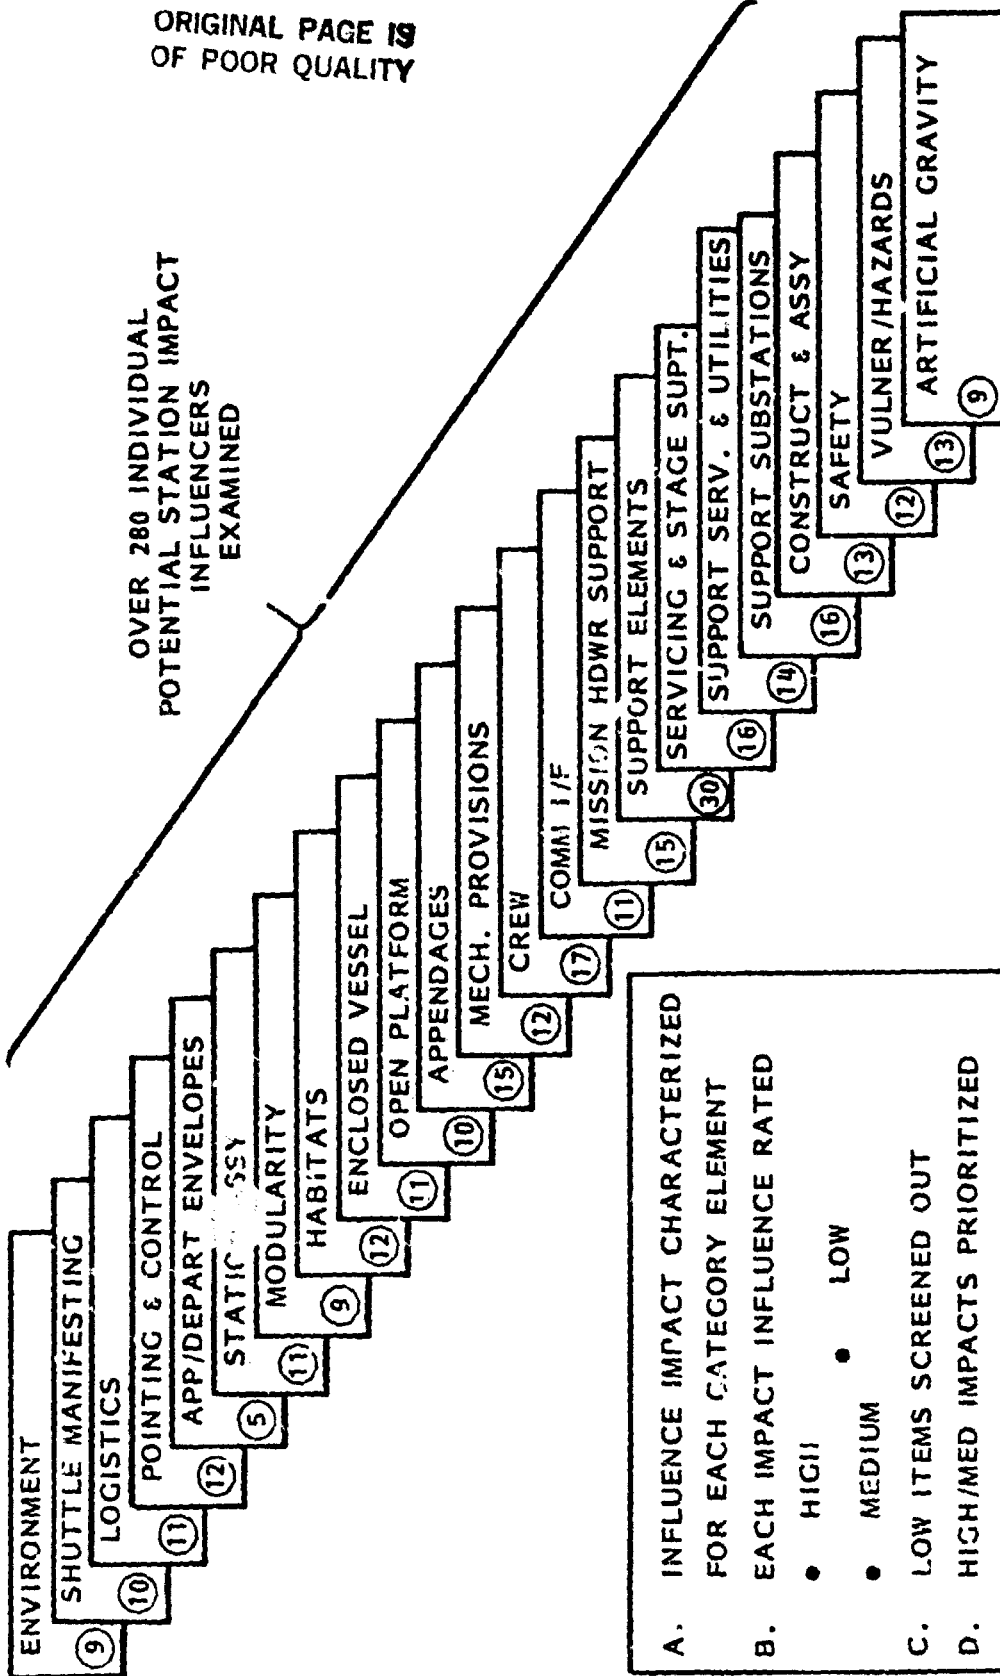 ORIGINAL PAGE IS
OF POOR QUALITY
OVER 280 INDIVIDUAL
POTENTIAL STATION IMPACT
INFLUENCERS
EXAMINED
ENVIRONMENT
9
SHUTTLE MANIFESTING
10
LOGISTICS
11
POINTING & CONTROL
12
APP/DEPART ENVELOPES
5
STATIC
11
MODULARITY
9
HABITATS
12
ENCLOSED VESSEL
11
OPEN PLATFORM
10
APPENDAGES
15
MECH. PROVISIONS
12
CREW
17
COMM I/F
11
MISSION HDWR SUPPORT
15
SUPPORT ELEMENTS
30
SERVICING & STAGE SUPT.
16
SUPPORT SERV. & UTILITIES
14
SUPPORT SUBSTATIONS
16
CONSTRUCT & ASSY
13
SAFETY
12
VULNER/HAZARDS
13
ARTIFICIAL GRAVITY
9
A. INFLUENCE IMPACT CHARACTERIZED
FOR EACH CATEGORY ELEMENT
B. EACH IMPACT INFLUENCE RATED
• HIGH
• LOW
• MEDIUM
C. LOW ITEMS SCREENED OUT
D. HIGH/MED IMPACTS PRIORITIZED